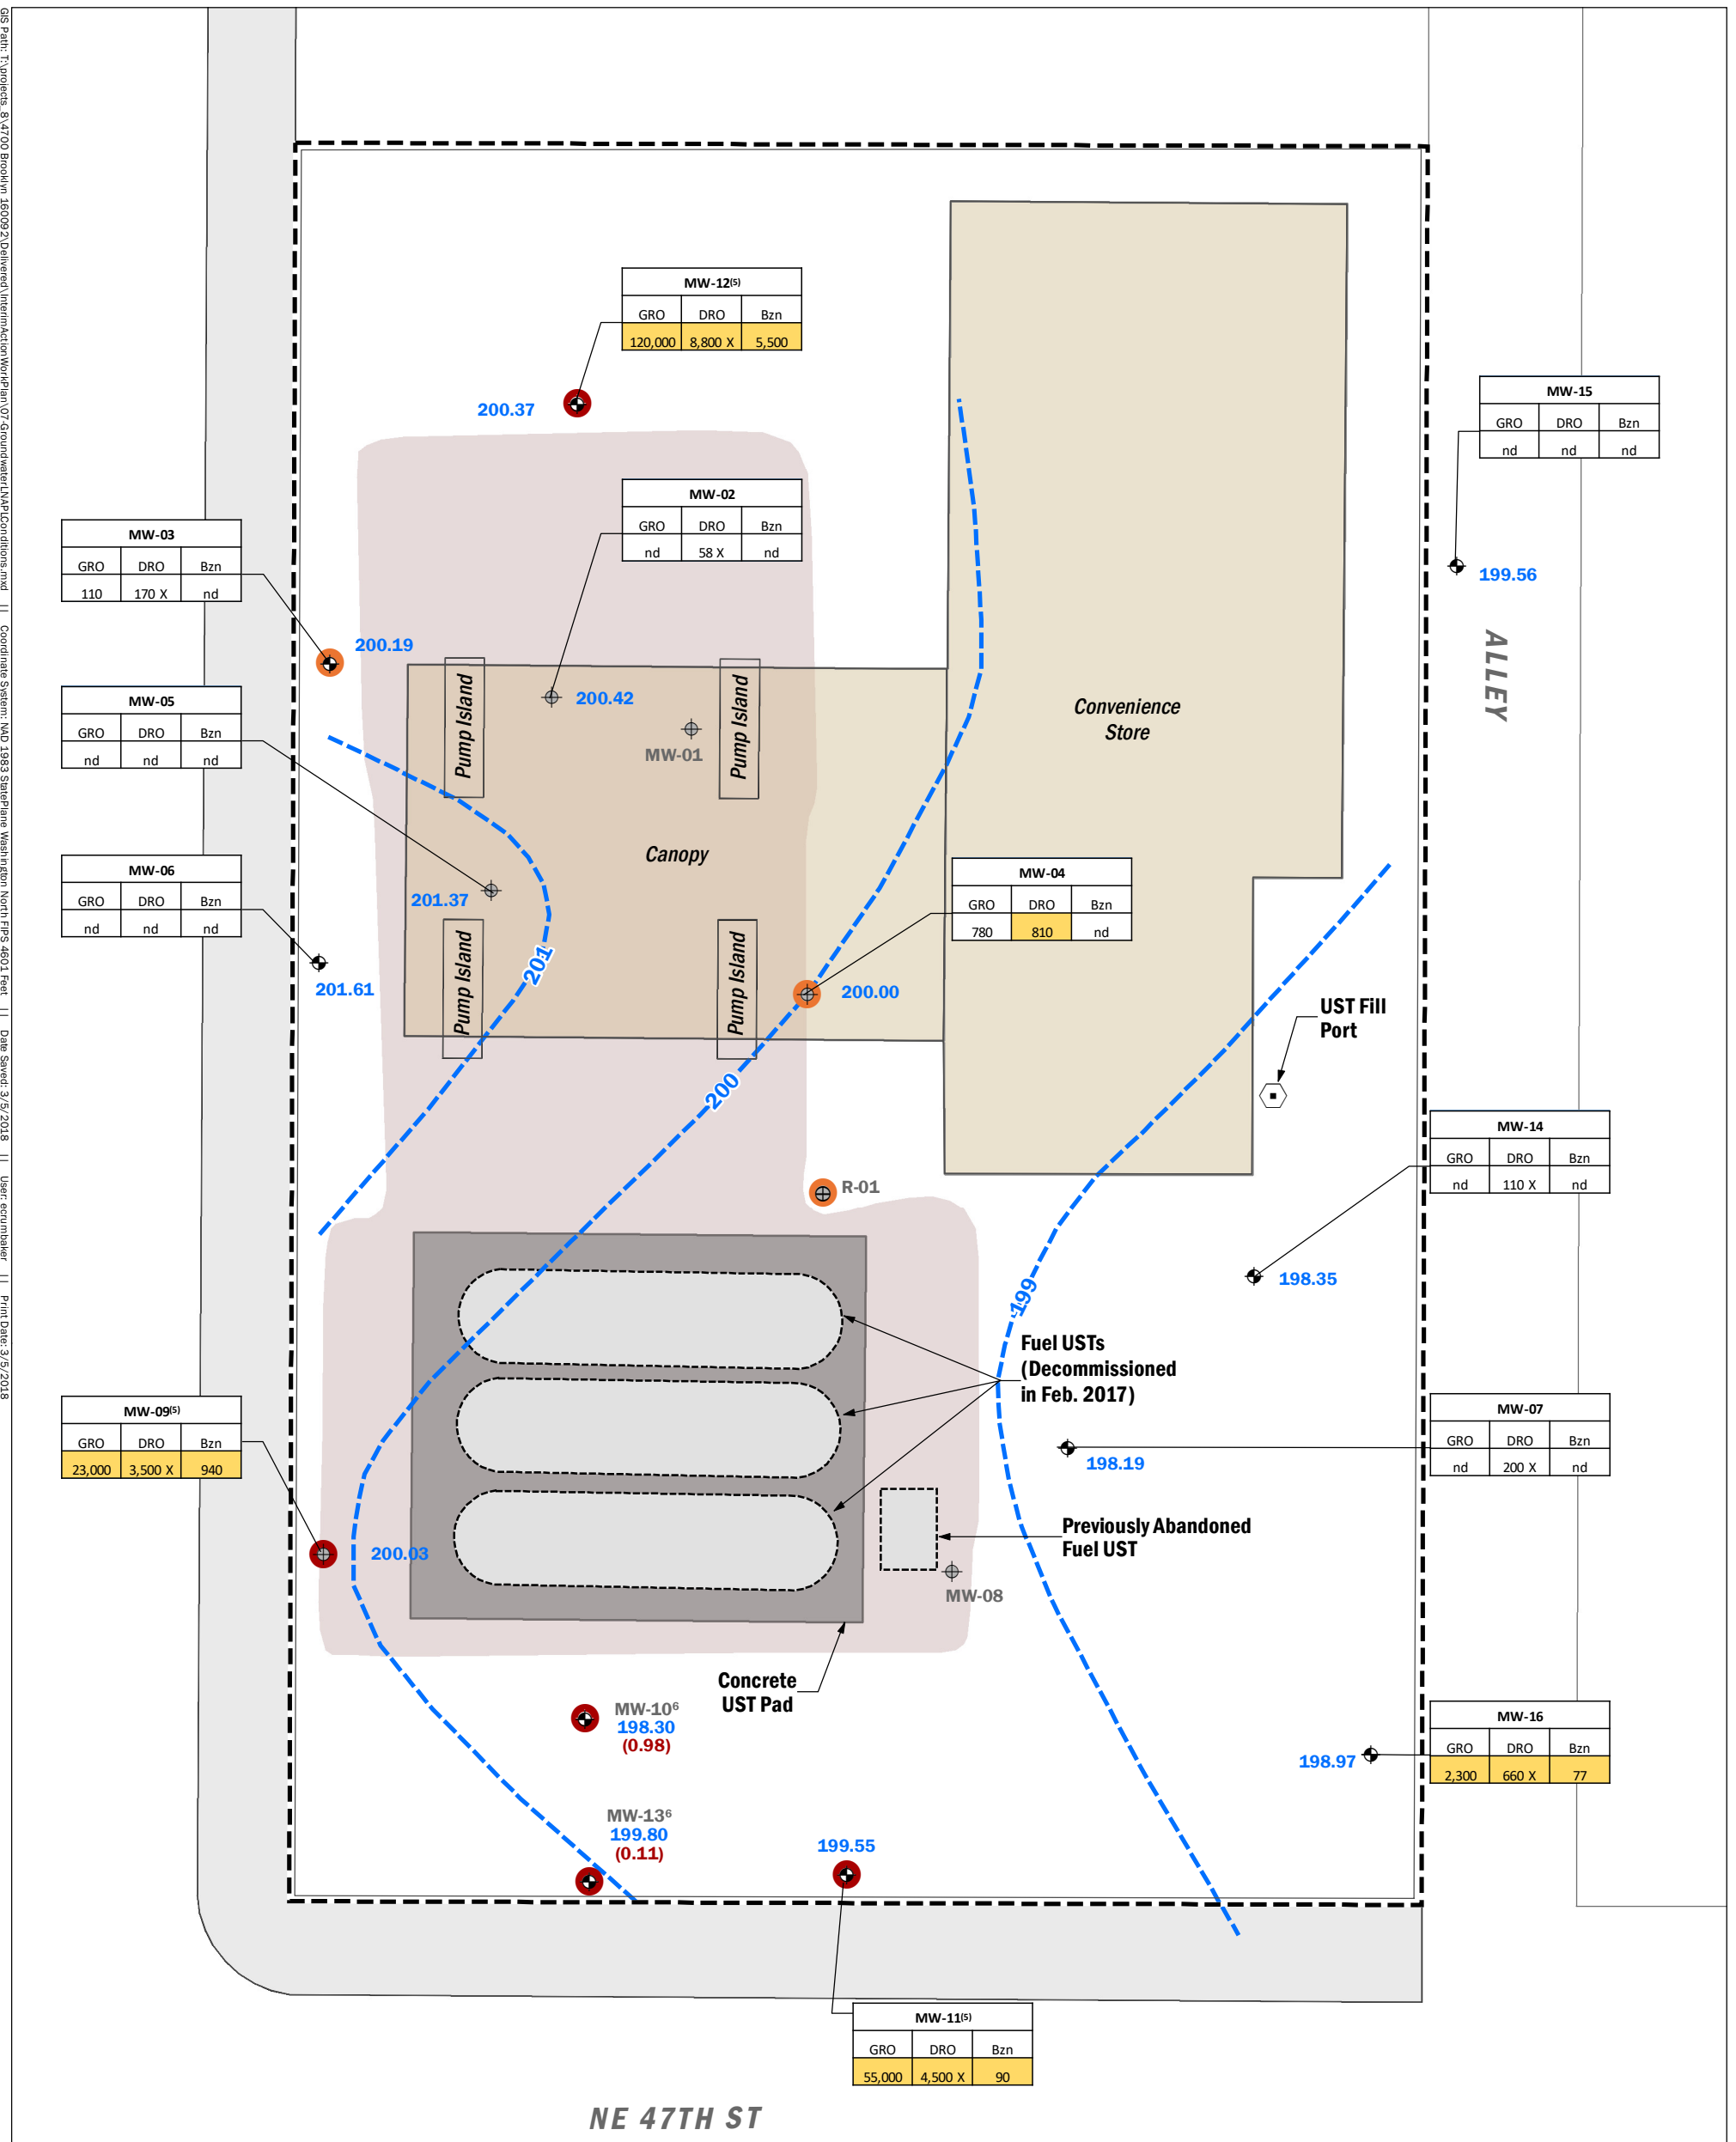 MW-12(5)
GRO DRO Bzn
120,000 8,800 X 5,500
200.37
MW-15
GRO DRO Bzn
nd nd nd
199.56
ALLEY
MW-02
GRO DRO Bzn
nd 58 X nd
200.42
MW-03
GRO DRO Bzn
110 170 X nd
200.19
MW-05
GRO DRO Bzn
nd nd nd
201.37
MW-06
GRO DRO Bzn
nd nd nd
201.61
Pump Island
Pump Island
MW-01
Canopy
Pump Island
Pump Island
Convenience
Store
MW-04
GRO DRO Bzn
780 810 nd
200.00
201
200
199
UST Fill
Port
R-01
MW-14
GRO DRO Bzn
nd 110 X nd
198.35
Fuel USTs
(Decommissioned
in Feb. 2017)
MW-09(5)
GRO DRO Bzn
23,000 3,500 X 940
200.03
MW-07
GRO DRO Bzn
nd 200 X nd
198.19
Previously Abandoned
Fuel UST
MW-08
Concrete
UST Pad
MW-10⁶
198.30
(0.98)
MW-16
GRO DRO Bzn
2,300 660 X 77
198.97
MW-13⁶
199.80
(0.11)
199.55
MW-11(5)
GRO DRO Bzn
55,000 4,500 X 90
NE 47TH ST
GIS Path: T:\projects_8\4700 Brooklyn 160092\Delivered\InterimActionWorkPlan\07-GroundwaterLNAPLConditions.mxd || Coordinate System: NAD 1983 StatePlane Washington North FIPS 4601 Feet || Date Saved: 3/5/2018 || User: ecrumbaker || Print Date: 3/5/2018